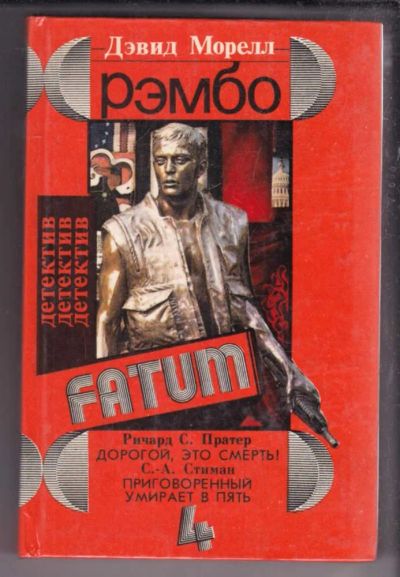 Дэвид Морелл
рэмбо
детектив
детектив
детектив
FATUM
Ричард С. Пратер
ДОРОГОЙ, ЭТО СМЕРТЬ!
С.-А. Стиман
ПРИГОВОРЕННЫЙ
УМИРАЕТ В ПЯТЬ
4